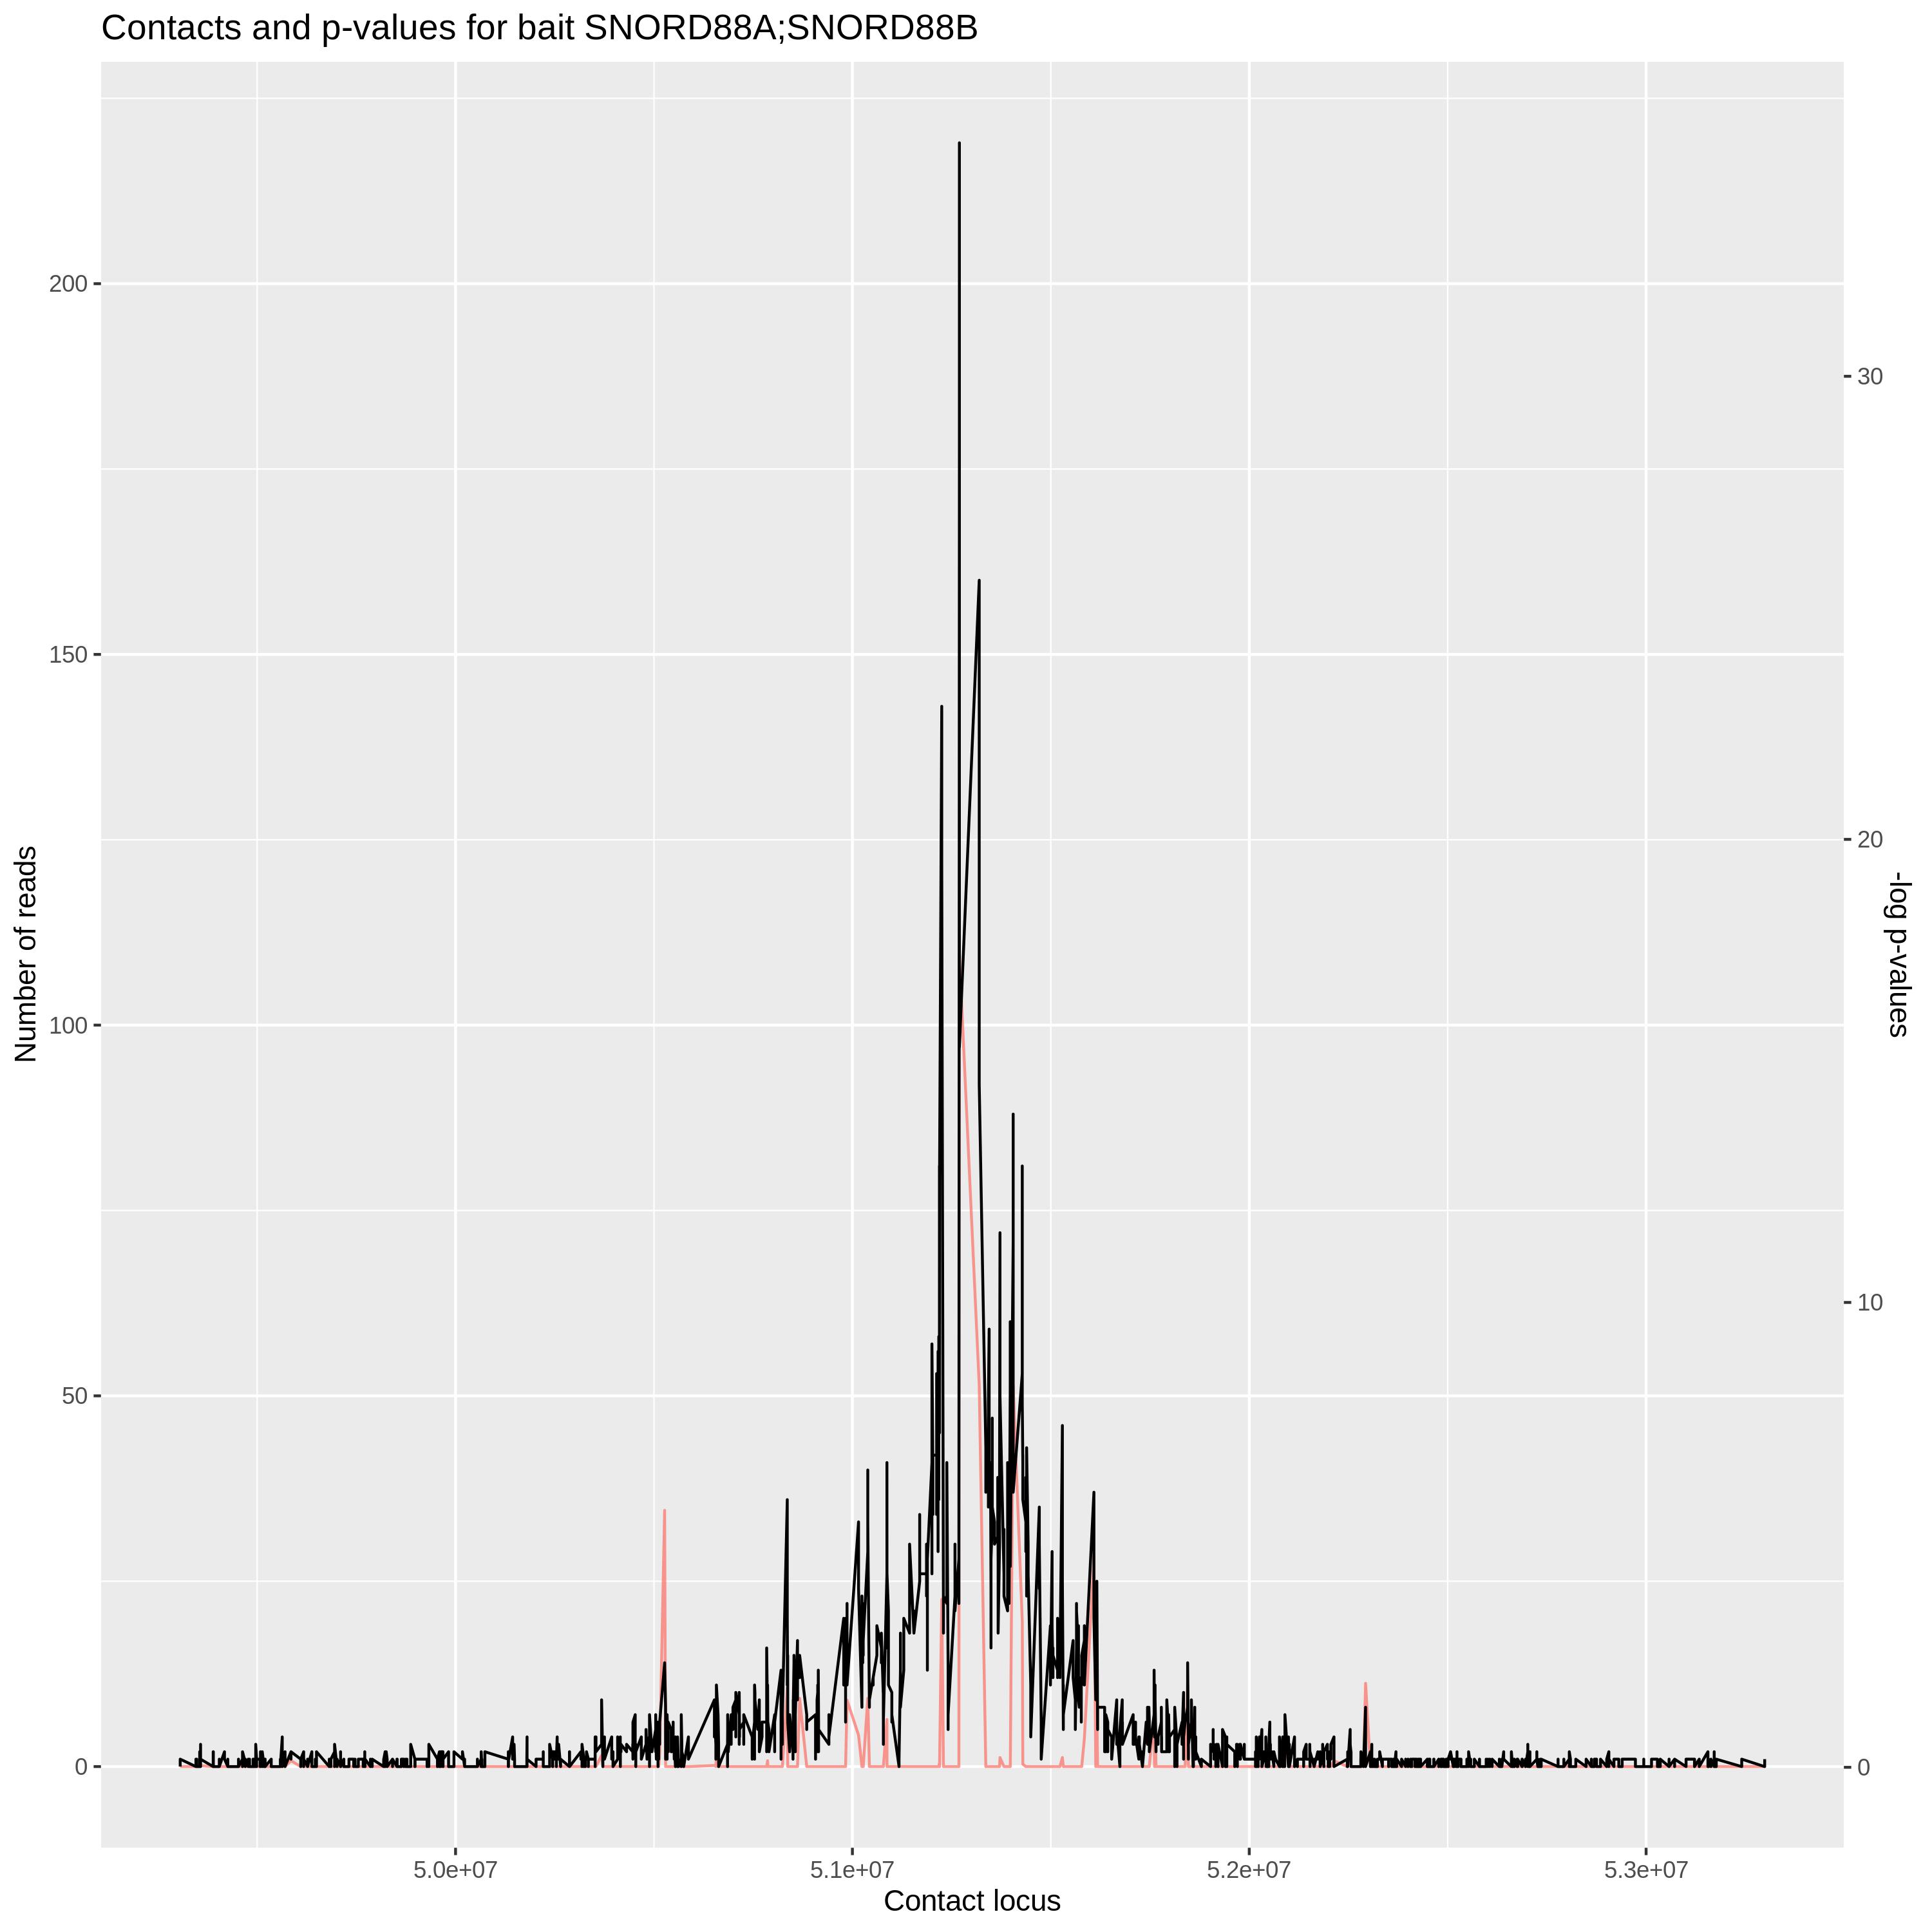 Contacts and p-values for bait SNORD88A;SNORD88B
Number of reads
200
150
100
50
0
30
20
10
0
-log p-values
5.0e+07 5.1e+07 5.2e+07 5.3e+07
Contact locus